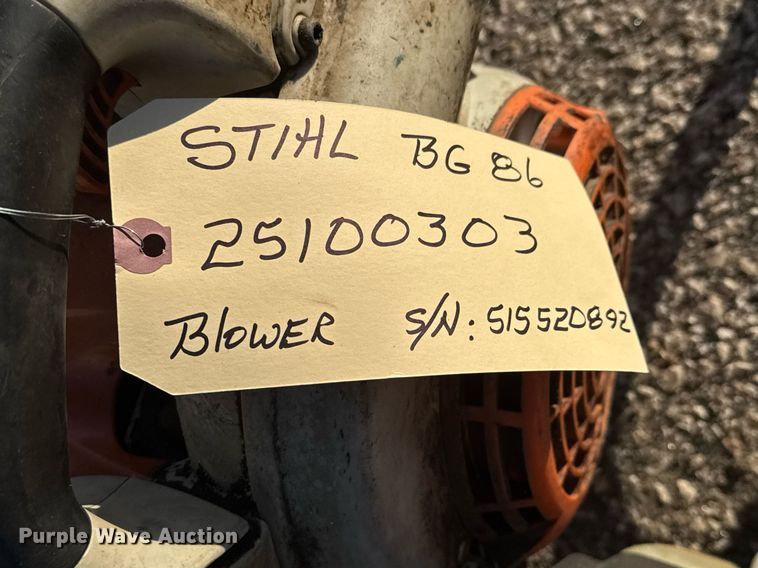 STIHL BG 86
25100303
BLOWER S/N: 515520892
Purple Wave Auction